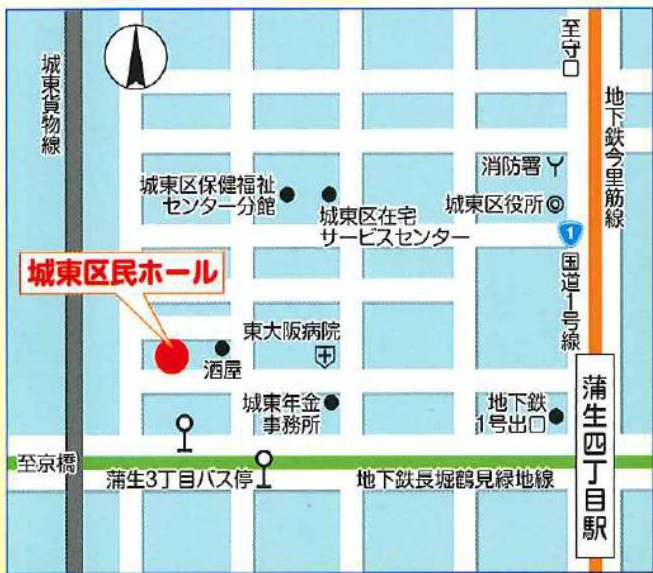 至守口
城東貨物線
地下鉄今里筋線
消防署
城東区保健福祉
センター分館
城東区役所
城東区在宅
サービスセンター
1
国道1号線
城東区民ホール
東大阪病院
酒屋
蒲生四丁目駅
城東年金
事務所
地下鉄
1号出口
至京橋
蒲生3丁目バス停
地下鉄長堀鶴見緑地線